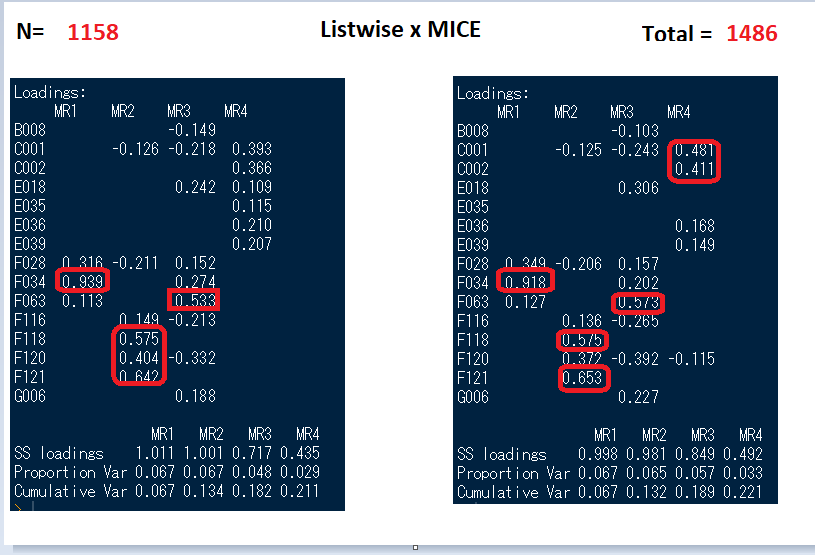 N= 1158
Listwise x MICE
Total = 1486
Loadings:
MR1 MR2 MR3 MR4
B008 -0.149
C001 -0.126 -0.218 0.393
C002 0.366
E018 0.242 0.109
E035 0.115
E036 0.210
E039 0.207
F028 0.316 -0.211 0.152
F034 0.939 0.274
F063 0.113 0.533
F116 0.149 -0.213
F118 0.575
F120 0.404 -0.332
F121 0.642
G006 0.188
MR1 MR2 MR3 MR4
SS loadings 1.011 1.001 0.717 0.435
Proportion Var 0.067 0.067 0.048 0.029
Cumulative Var 0.067 0.134 0.182 0.211
>
Loadings:
MR1 MR2 MR3 MR4
B008 -0.103
C001 -0.125 -0.243 0.481
C002 0.411
E018 0.306
E035
E036 0.168
E039 0.149
F028 0.349 -0.206 0.157
F034 0.918 0.202
F063 0.127 0.573
F116 0.136 -0.265
F118 0.575
F120 0.372 -0.392 -0.115
F121 0.653
G006 0.227
MR1 MR2 MR3 MR4
SS loadings 0.998 0.981 0.849 0.492
Proportion Var 0.067 0.065 0.057 0.033
Cumulative Var 0.067 0.132 0.189 0.221